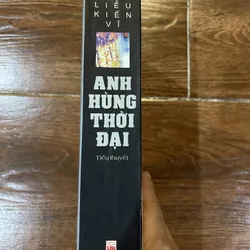 LIỄU
KIẾN
VĨ
ANH
HÙNG
THỜI
ĐẠI
Tiểu thuyết